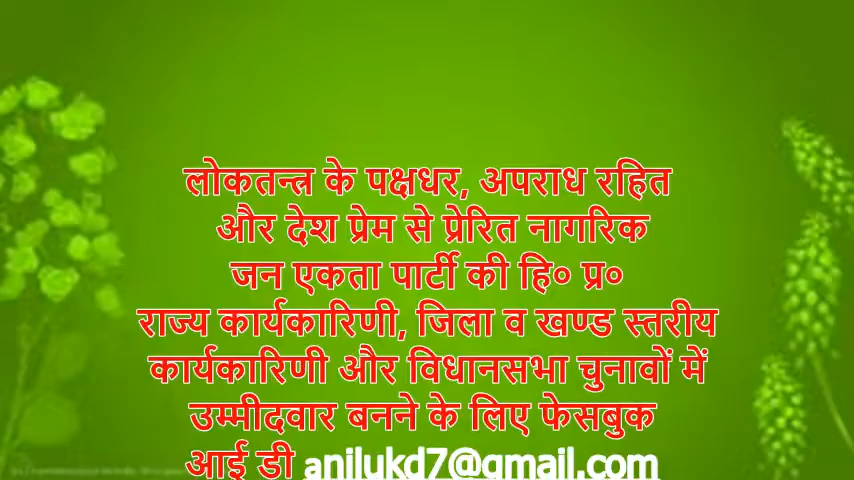 लोकतन्त्र के पक्षधर, अपराध रहित
और देश प्रेम से प्रेरित नागरिक
जन एकता पार्टी की हि० प्र०
राज्य कार्यकारिणी, जिला व खण्ड स्तरीय
कार्यकारिणी और विधानसभा चुनावों में
उम्मीदवार बनने के लिए फेसबुक
आई डी anilukd7@gmail.com